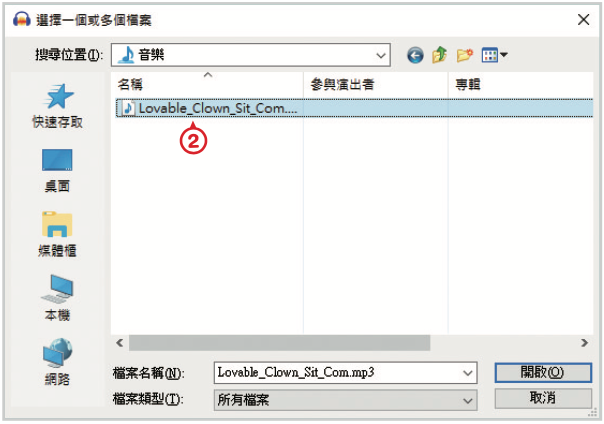 選擇一個或多個檔案
搜尋位置(I): 音樂
名稱 參與演出者 專輯
Lovable_Clown_Sit_Com....
②
快速存取
桌面
媒體櫃
本機
網路
檔案名稱(N): Lovable_Clown_Sit_Com.mp3 開啟(O)
檔案類型(T): 所有檔案 取消